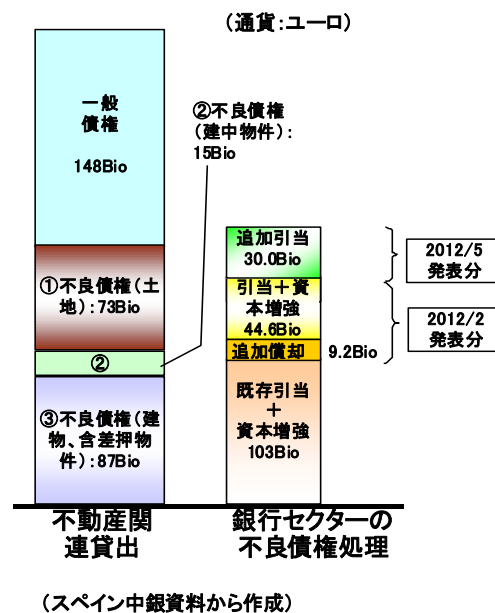 （通貨：ユーロ）
一般
債権
148Bio
②不良債権
（建中物件）：
15Bio
①不良債権（土
地）：73Bio
②
③不良債権（建
物、含差押物
件）：87Bio
追加引当
30.0Bio
引当＋資
本増強
44.6Bio
追加償却
9.2Bio
既存引当
＋
資本増強
103Bio
2012/5
発表分
2012/2
発表分
不動産関
連貸出
銀行セクターの
不良債権処理
（スペイン中銀資料から作成）